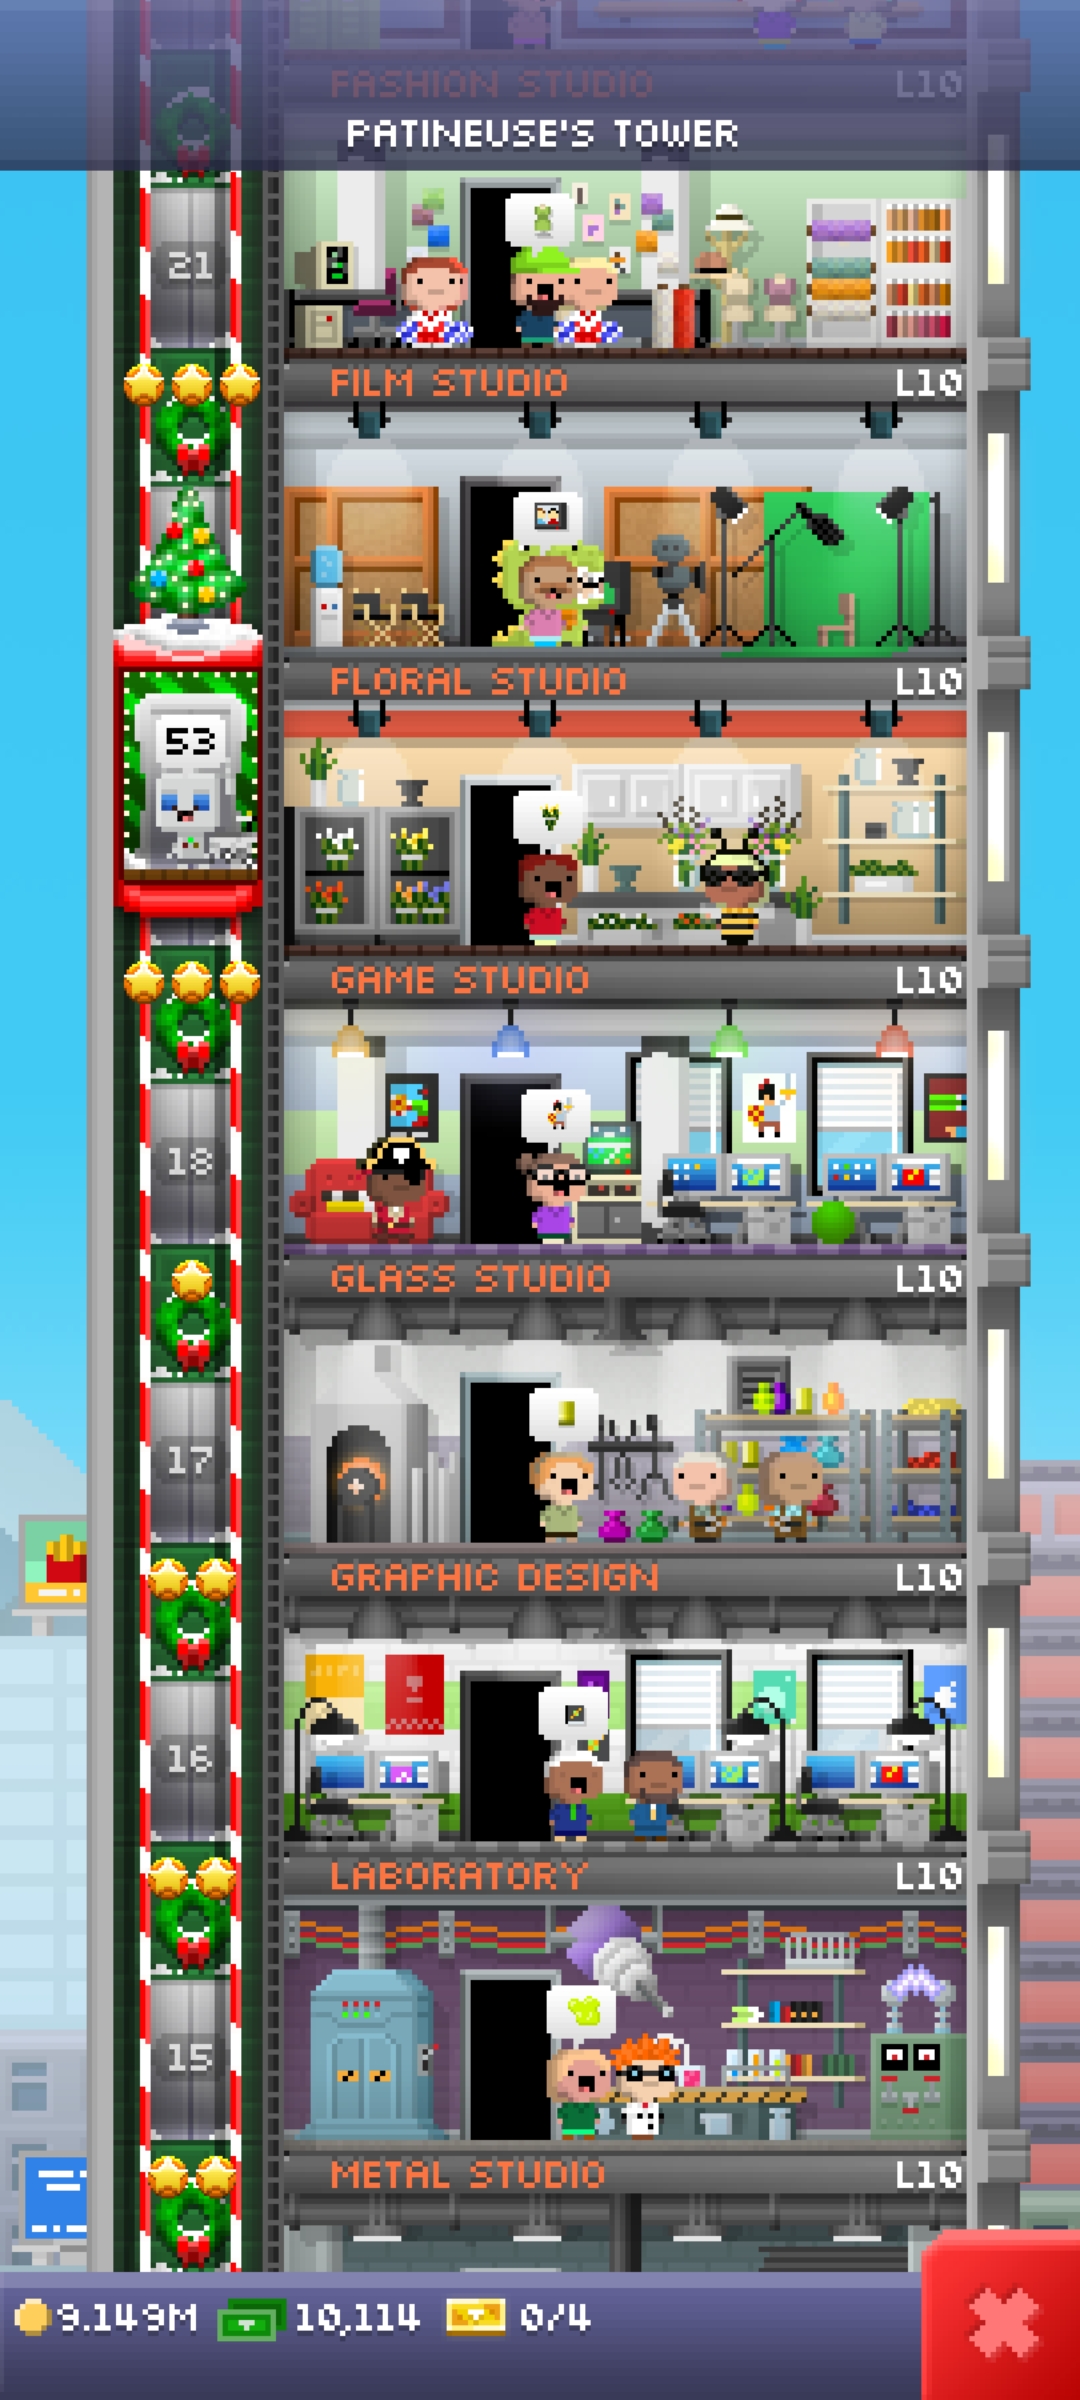 FASHION STUDIO L10
PATINEUSE'S TOWER
21
FILM STUDIO L10
FLORAL STUDIO L10
53
GAME STUDIO L10
18
GLASS STUDIO L10
17
GRAPHIC DESIGN L10
16
LABORATORY L10
15
METAL STUDIO L10
9.149M 10,114 0/4